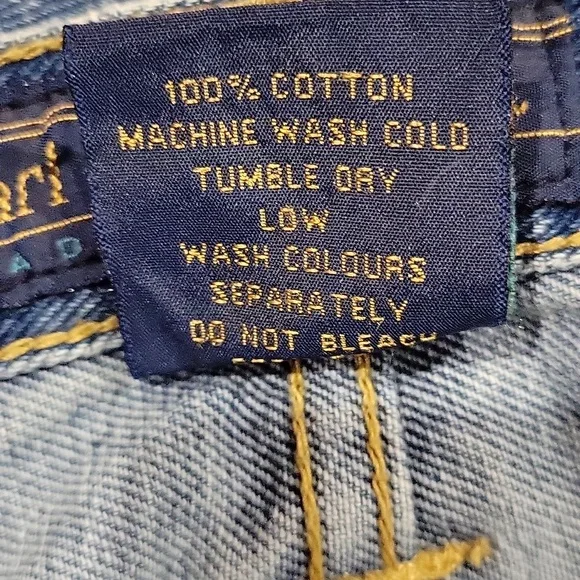 100% COTTON
MACHINE WASH COLD
TUMBLE DRY
LOW
WASH COLOURS
SEPARATELY
DO NOT BLEACH